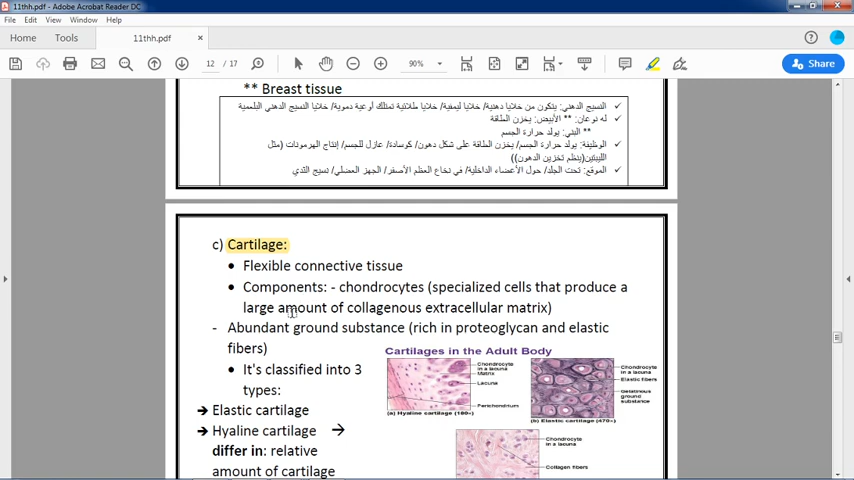 11thh.pdf - Adobe Acrobat Reader DC
File Edit View Window Help
Home Tools 11thh.pdf ×
12 / 17 90% Share
** Breast tissue
✓ النسيج الدهني: يتكون من خلايا دهنية/ خلايا ليفية/ خلايا طلائية تمتلك أوعية دموية/ خلايا النسيج الدهني البلعمية
✓ له نوعان: ** الأبيض: يخزن الطاقة
** البني: يولد حرارة الجسم
✓ الوظيفة: يولد حرارة الجسم/ يخزن الطاقة على شكل دهون/ كوسادة/ عازل للجسم/ إنتاج الهرمونات (مثل
الليبتين(ينظم تخزين الدهون))
✓ الموقع: تحت الجلد/ حول الأعضاء الداخلية/ في نخاع العظم الأصفر/ الجهز العضلي/ نسيج الثدي
c) Cartilage:
• Flexible connective tissue
• Components: - chondrocytes (specialized cells that produce a
large amount of collagenous extracellular matrix)
- Abundant ground substance (rich in proteoglycan and elastic
fibers)
• It's classified into 3
types:
→ Elastic cartilage
→ Hyaline cartilage →
differ in: relative
amount of cartilage
Cartilages in the Adult Body
Chondrocyte
in a lacuna
Matrix
Lacuna
Perichondrium
(a) Hyaline cartilage (180×)
Chondrocyte
in a lacuna
Elastic fibers
Gelatinous
ground
substance
(b) Elastic cartilage (470×)
Chondrocyte
in a lacuna
Collagen fibers